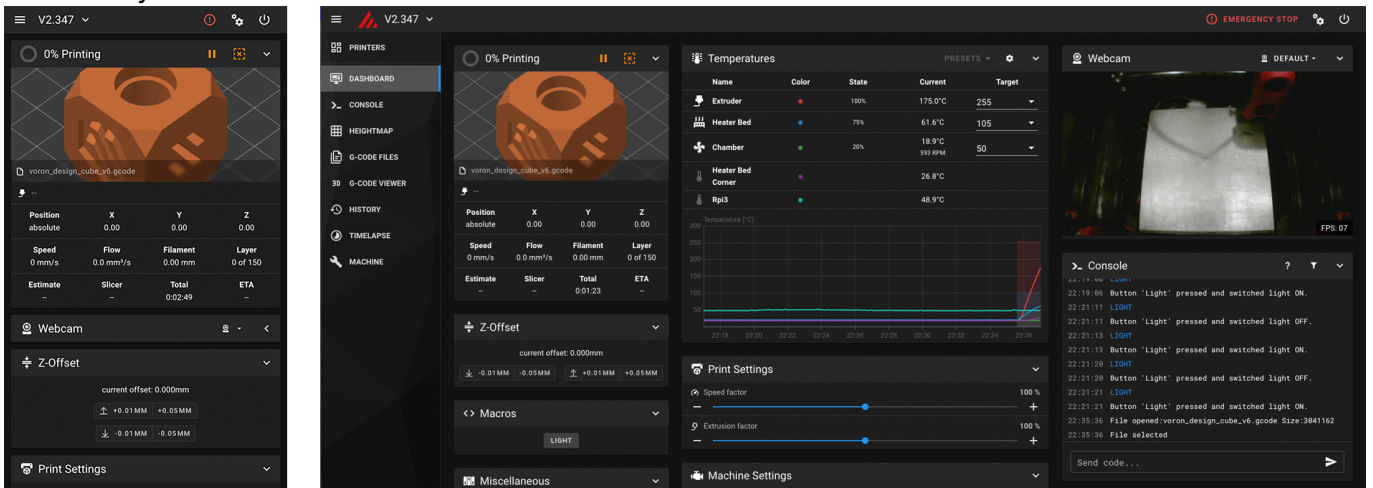 V2.347
0% Printing
voron_design_cube_v6.gcode
--
Position X Y Z
absolute 0.00 0.00 0.00
Speed Flow Filament Layer
0 mm/s 0.0 mm³/s 0.00 mm 0 of 150
Estimate Slicer Total ETA
-- -- 0:02:49 --
Webcam
Z-Offset
current offset: 0.000mm
+0.01MM +0.05MM
-0.01MM -0.05MM
Print Settings
V2.347
EMERGENCY STOP
PRINTERS
DASHBOARD
CONSOLE
HEIGHTMAP
G-CODE FILES
3D G-CODE VIEWER
HISTORY
TIMELAPSE
MACHINE
0% Printing
voron_design_cube_v6.gcode
--
Position X Y Z
absolute 0.00 0.00 0.00
Speed Flow Filament Layer
0 mm/s 0.0 mm³/s 0.00 mm 0 of 150
Estimate Slicer Total ETA
-- -- 0:01:23 --
Z-Offset
current offset: 0.000mm
-0.01MM -0.05MM +0.01MM +0.05MM
Macros
LIGHT
Miscellaneous
Temperatures PRESETS
Name Color State Current Target
Extruder 100% 175.0°C 255
Heater Bed 75% 61.6°C 105
Chamber 20% 18.9°C 50
593 RPM
Heater Bed
Corner 26.8°C
Rpi3 48.9°C
Temperature [°C]
300
250
200
150
100
50
22:18 22:20 22:22 22:24 22:26 22:28 22:30 22:32 22:34 22:36
Print Settings
Speed factor 100 %
Extrusion factor 100 %
Machine Settings
Webcam DEFAULT
FPS: 07
Console ?
LIGHT
22:19:06 Button 'Light' pressed and switched light ON.
22:21:11 LIGHT
22:21:11 Button 'Light' pressed and switched light OFF.
22:21:13 LIGHT
22:21:13 Button 'Light' pressed and switched light ON.
22:21:20 LIGHT
22:21:20 Button 'Light' pressed and switched light OFF.
22:21:21 LIGHT
22:21:21 Button 'Light' pressed and switched light ON.
22:35:36 File opened:voron_design_cube_v6.gcode Size:3041162
22:35:36 File selected
Send code...